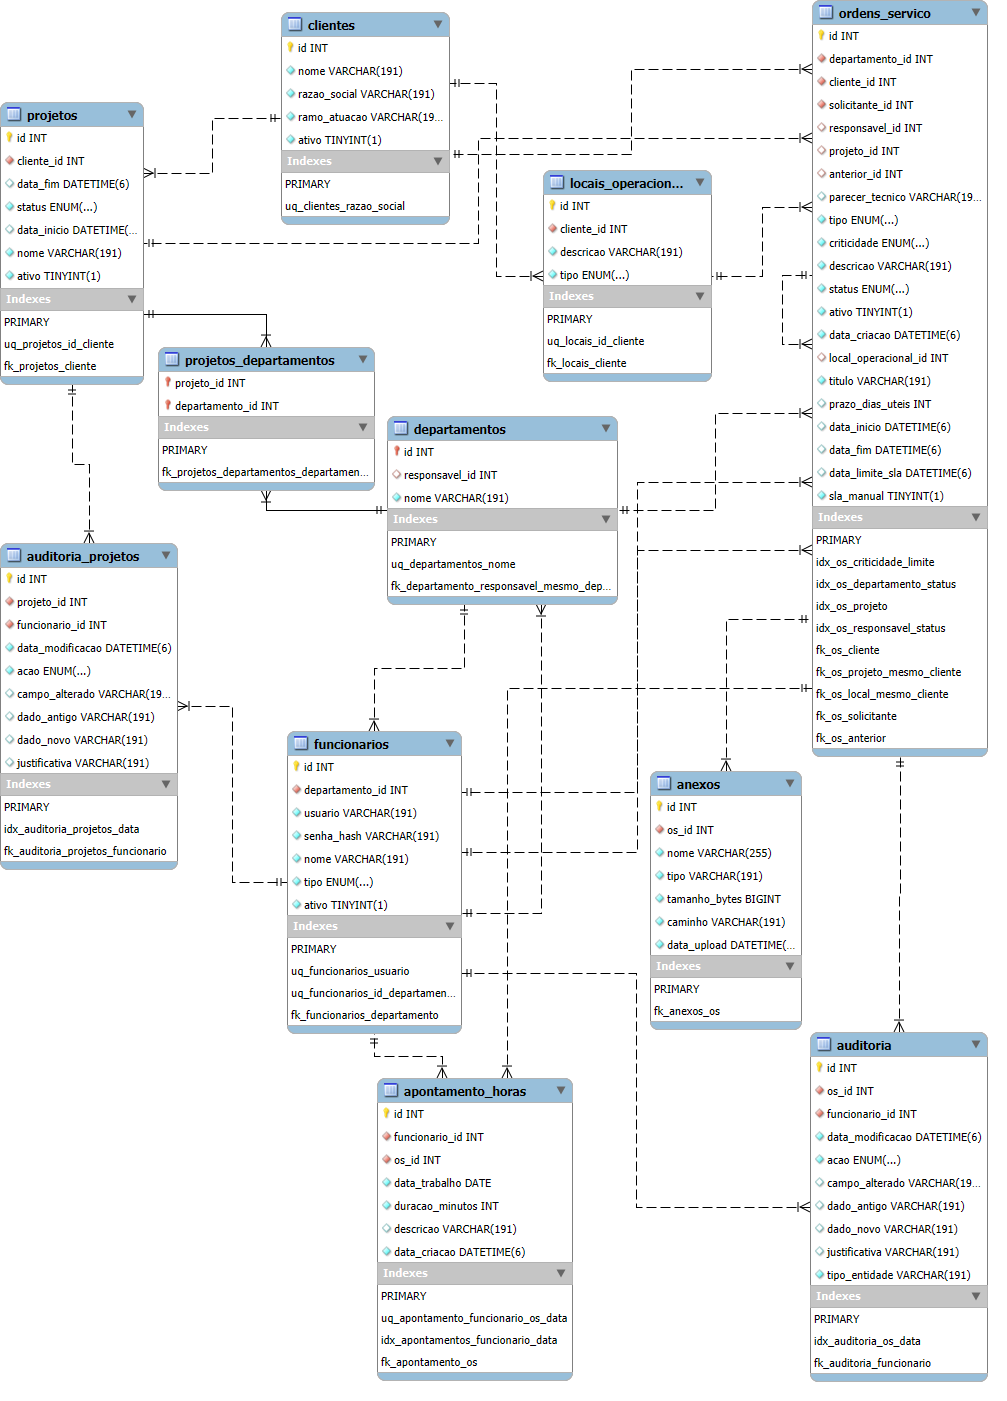 clientes
id INT
nome VARCHAR(191)
razao_social VARCHAR(191)
ramo_atuacao VARCHAR(19...
ativo TINYINT(1)
Indexes
PRIMARY
uq_clientes_razao_social
ordens_servico
id INT
departamento_id INT
cliente_id INT
solicitante_id INT
responsavel_id INT
projeto_id INT
anterior_id INT
parecer_tecnico VARCHAR(19...
tipo ENUM(...)
criticidade ENUM(...)
descricao VARCHAR(191)
status ENUM(...)
ativo TINYINT(1)
data_criacao DATETIME(6)
local_operacional_id INT
titulo VARCHAR(191)
prazo_dias_uteis INT
data_inicio DATETIME(6)
data_fim DATETIME(6)
data_limite_sla DATETIME(6)
sla_manual TINYINT(1)
Indexes
PRIMARY
idx_os_criticidade_limite
idx_os_departamento_status
idx_os_projeto
idx_os_responsavel_status
fk_os_cliente
fk_os_projeto_mesmo_cliente
fk_os_local_mesmo_cliente
fk_os_solicitante
fk_os_anterior
projetos
id INT
cliente_id INT
data_fim DATETIME(6)
status ENUM(...)
data_inicio DATETIME(...
nome VARCHAR(191)
ativo TINYINT(1)
Indexes
PRIMARY
uq_projetos_id_cliente
fk_projetos_cliente
locais_operacion...
id INT
cliente_id INT
descricao VARCHAR(191)
tipo ENUM(...)
Indexes
PRIMARY
uq_locais_id_cliente
fk_locais_cliente
projetos_departamentos
projeto_id INT
departamento_id INT
Indexes
PRIMARY
fk_projetos_departamentos_departamen...
departamentos
id INT
responsavel_id INT
nome VARCHAR(191)
Indexes
PRIMARY
uq_departamentos_nome
fk_departamento_responsavel_mesmo_dep...
auditoria_projetos
id INT
projeto_id INT
funcionario_id INT
data_modificacao DATETIME(6)
acao ENUM(...)
campo_alterado VARCHAR(19...
dado_antigo VARCHAR(191)
dado_novo VARCHAR(191)
justificativa VARCHAR(191)
Indexes
PRIMARY
idx_auditoria_projetos_data
fk_auditoria_projetos_funcionario
funcionarios
id INT
departamento_id INT
usuario VARCHAR(191)
senha_hash VARCHAR(191)
nome VARCHAR(191)
tipo ENUM(...)
ativo TINYINT(1)
Indexes
PRIMARY
uq_funcionarios_usuario
uq_funcionarios_id_departamen...
fk_funcionarios_departamento
anexos
id INT
os_id INT
nome VARCHAR(255)
tipo VARCHAR(191)
tamanho_bytes BIGINT
caminho VARCHAR(191)
data_upload DATETIME(...
Indexes
PRIMARY
fk_anexos_os
auditoria
id INT
os_id INT
funcionario_id INT
data_modificacao DATETIME(6)
acao ENUM(...)
campo_alterado VARCHAR(19...
dado_antigo VARCHAR(191)
dado_novo VARCHAR(191)
justificativa VARCHAR(191)
tipo_entidade VARCHAR(191)
Indexes
PRIMARY
idx_auditoria_os_data
fk_auditoria_funcionario
apontamento_horas
id INT
funcionario_id INT
os_id INT
data_trabalho DATE
duracao_minutos INT
descricao VARCHAR(191)
data_criacao DATETIME(6)
Indexes
PRIMARY
uq_apontamento_funcionario_os_data
idx_apontamentos_funcionario_data
fk_apontamento_os